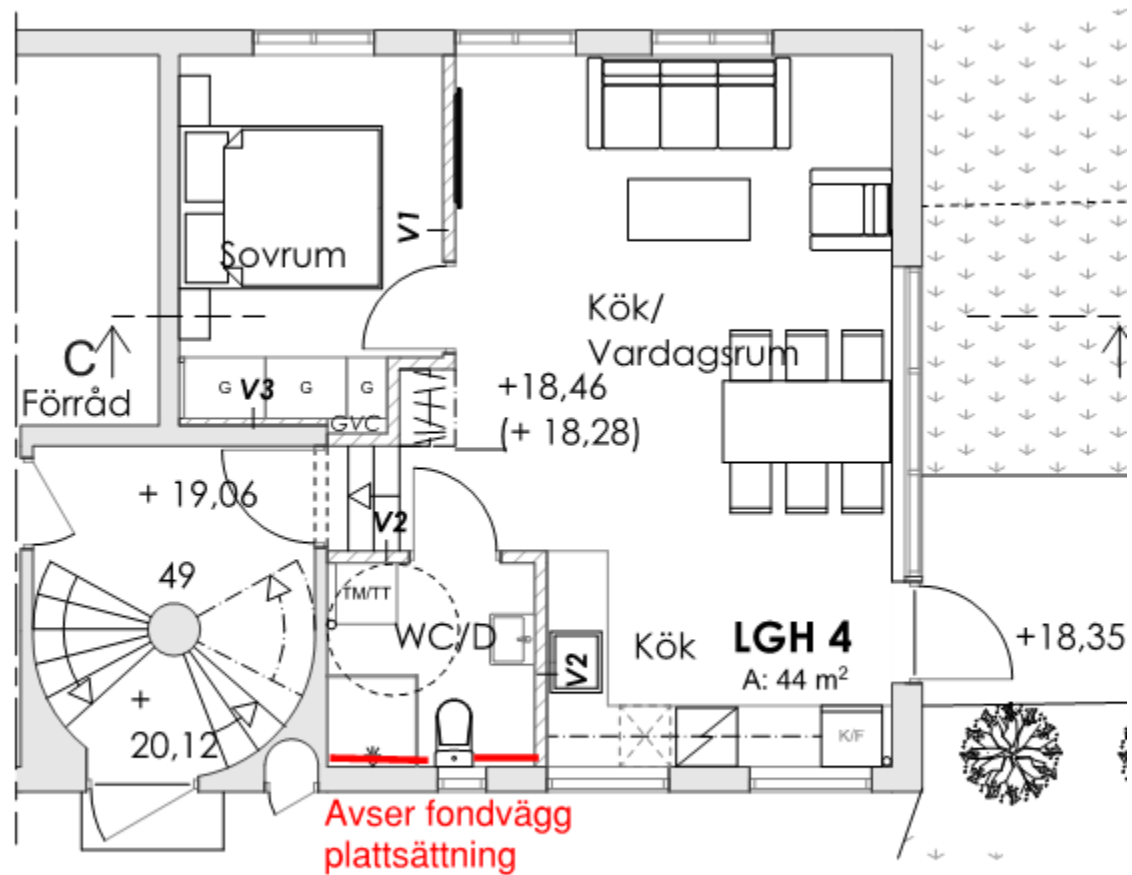 V1
Sovrum
Kök/
Vardagsrum
C
Förråd
G
V3
G
G
GVC
+18,46
(+ 18,28)
+ 19,06
V2
49
TM/TT
WC/D
V2
Kök
LGH 4
A: 44 m²
+18,35
+
20,12
K/F
Avser fondvägg
plattsättning